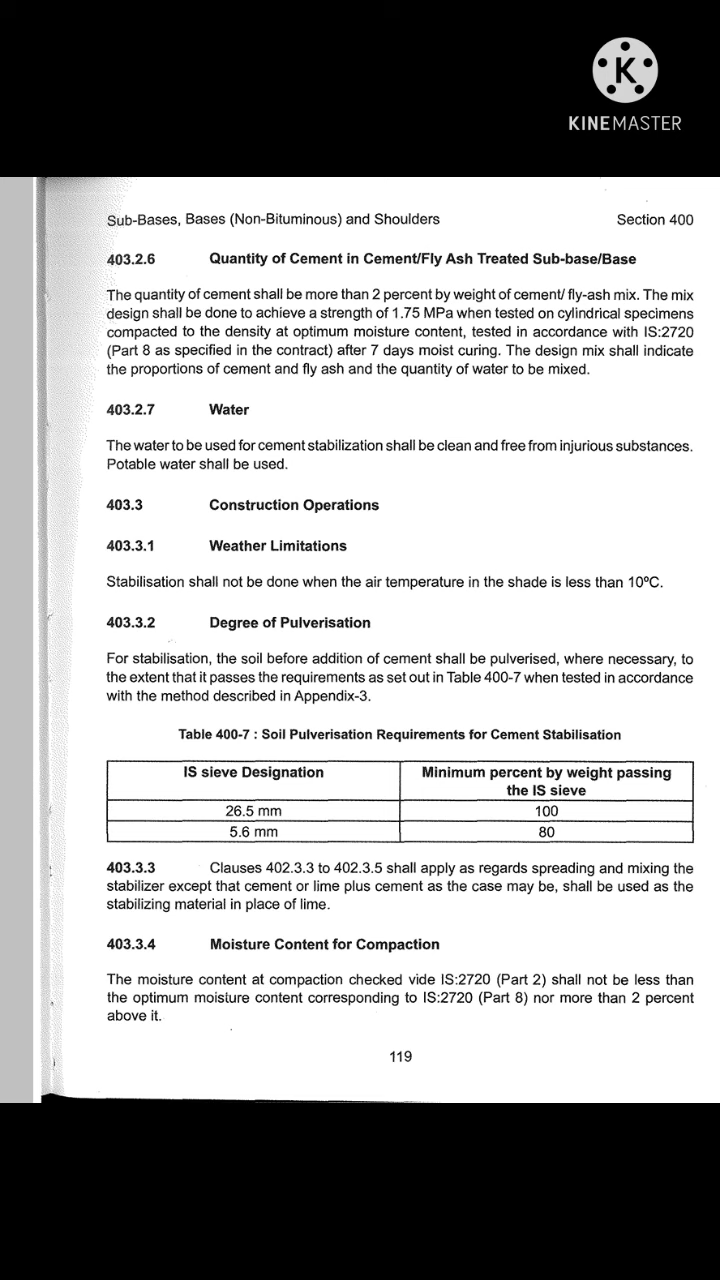 K
KINEMASTER
Sub-Bases, Bases (Non-Bituminous) and Shoulders Section 400
403.2.6 Quantity of Cement in Cement/Fly Ash Treated Sub-base/Base
The quantity of cement shall be more than 2 percent by weight of cement/ fly-ash mix. The mix
design shall be done to achieve a strength of 1.75 MPa when tested on cylindrical specimens
compacted to the density at optimum moisture content, tested in accordance with IS:2720
(Part 8 as specified in the contract) after 7 days moist curing. The design mix shall indicate
the proportions of cement and fly ash and the quantity of water to be mixed.
403.2.7 Water
The water to be used for cement stabilization shall be clean and free from injurious substances.
Potable water shall be used.
403.3 Construction Operations
403.3.1 Weather Limitations
Stabilisation shall not be done when the air temperature in the shade is less than 10ºC.
403.3.2 Degree of Pulverisation
For stabilisation, the soil before addition of cement shall be pulverised, where necessary, to
the extent that it passes the requirements as set out in Table 400-7 when tested in accordance
with the method described in Appendix-3.
Table 400-7 : Soil Pulverisation Requirements for Cement Stabilisation
IS sieve Designation Minimum percent by weight passing
the IS sieve
26.5 mm 100
5.6 mm 80
403.3.3 Clauses 402.3.3 to 402.3.5 shall apply as regards spreading and mixing the
stabilizer except that cement or lime plus cement as the case may be, shall be used as the
stabilizing material in place of lime.
403.3.4 Moisture Content for Compaction
The moisture content at compaction checked vide IS:2720 (Part 2) shall not be less than
the optimum moisture content corresponding to IS:2720 (Part 8) nor more than 2 percent
above it.
119